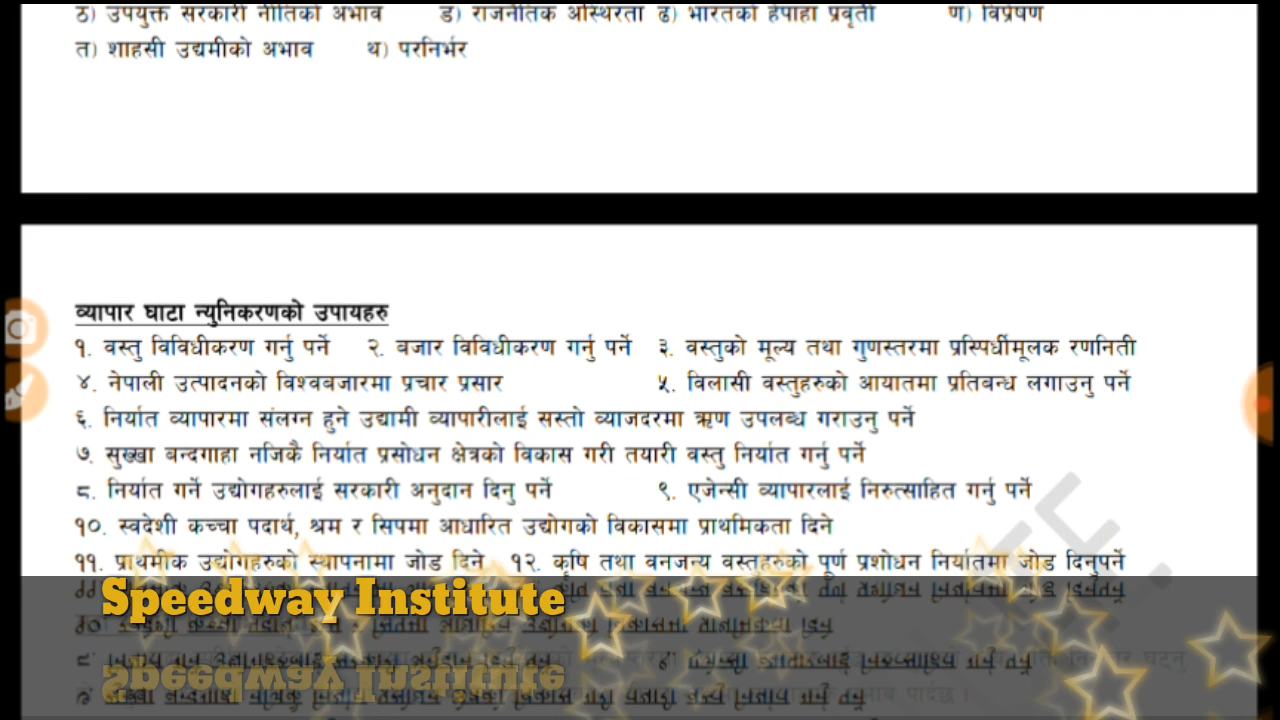 ठ) उपयुक्त सरकारी नीतिको अभाव ड) राजनैतिक अस्थिरता ढ) भारतको हेपाहा प्रवृती ण) विप्रेषण
त) शाहसी उद्यमीको अभाव थ) परनिर्भर
व्यापार घाटा न्युनिकरणको उपायहरु
१. वस्तु विविधीकरण गर्नु पर्ने २. बजार विविधीकरण गर्नु पर्ने ३. वस्तुको मूल्य तथा गुणस्तरमा प्रस्पिर्धीमूलक रणनिती
४. नेपाली उत्पादनको विश्वबजारमा प्रचार प्रसार ५. विलासी वस्तुहरुको आयातमा प्रतिबन्ध लगाउनु पर्ने
६. निर्यात व्यापारमा संलग्न हुने उद्यामी व्यापारीलाई सस्तो व्याजदरमा ऋण उपलब्ध गराउनु पर्ने
७. सुख्खा बन्दगाहा नजिकै निर्यात प्रसोधन क्षेत्रको विकास गरी तयारी वस्तु निर्यात गर्नु पर्ने
८. निर्यात गर्ने उद्योगहरुलाई सरकारी अनुदान दिनु पर्ने ९. एजेन्सी व्यापारलाई निरुत्साहित गर्नु पर्ने
१०. स्वदेशी कच्चा पदार्थ, श्रम र सिपमा आधारित उद्योगको विकासमा प्राथमिकता दिने
११. प्राथमीक उद्योगहरुको स्थापनामा जोड दिने १२. कृषि तथा वनजन्य वस्तहरुको पूर्ण प्रशोधन निर्यातमा जोड दिनुपर्ने
Speedway Institute